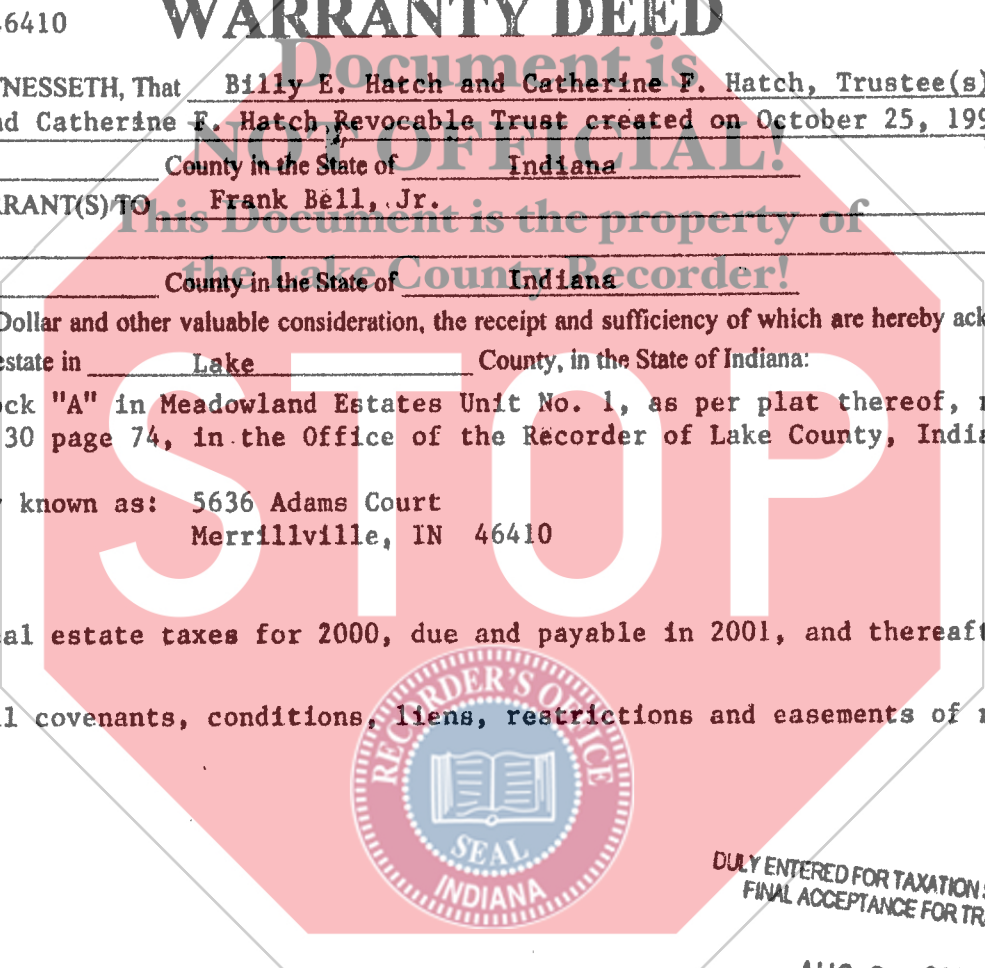 46410 WARRANTY DEED
Document is
NESSETH, That Billy E. Hatch and Catherine F. Hatch, Trustee(s)
nd Catherine F. Hatch Revocable Trust created on October 25, 199
NOT OFFICIAL!
County in the State of Indiana
RANT(S) TO Frank Bell, Jr.
This Document is the property of
the Lake County Recorder!
County in the State of Indiana
Dollar and other valuable consideration, the receipt and sufficiency of which are hereby ack
estate in Lake County, in the State of Indiana:
ock "A" in Meadowland Estates Unit No. 1, as per plat thereof, r
30 page 74, in the Office of the Recorder of Lake County, India
STOP
y known as: 5636 Adams Court
Merrillville, IN 46410
eal estate taxes for 2000, due and payable in 2001, and thereaft
l covenants, conditions, liens, restrictions and easements of r
RECORDER'S OFFICE
SEAL
INDIANA
DULY ENTERED FOR TAXATION S
FINAL ACCEPTANCE FOR TR